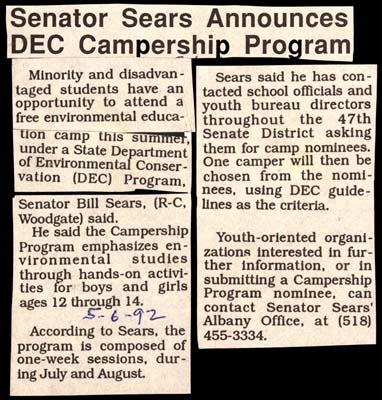 Senator Sears Announces
DEC Campership Program
Minority and disadvan-
taged students have an
opportunity to attend a
free environmental educa-
tion camp this summer,
under a State Department
of Environmental Conser-
vation (DEC) Program,
Senator Bill Sears, (R-C,
Woodgate) said.
He said the Campership
Program emphasizes en-
vironmental studies
through hands-on activi-
ties for boys and girls
ages 12 through 14.
5-6-92
According to Sears, the
program is composed of
one-week sessions, dur-
ing July and August.
Sears said he has con-
tacted school officials and
youth bureau directors
throughout the 47th
Senate District asking
them for camp nominees.
One camper will then be
chosen from the nomi-
nees, using DEC guide-
lines as the criteria.
Youth-oriented organi-
zations interested in fur-
ther information, or in
submitting a Campership
Program nominee, can
contact Senator Sears'
Albany Office, at (518)
455-3334.